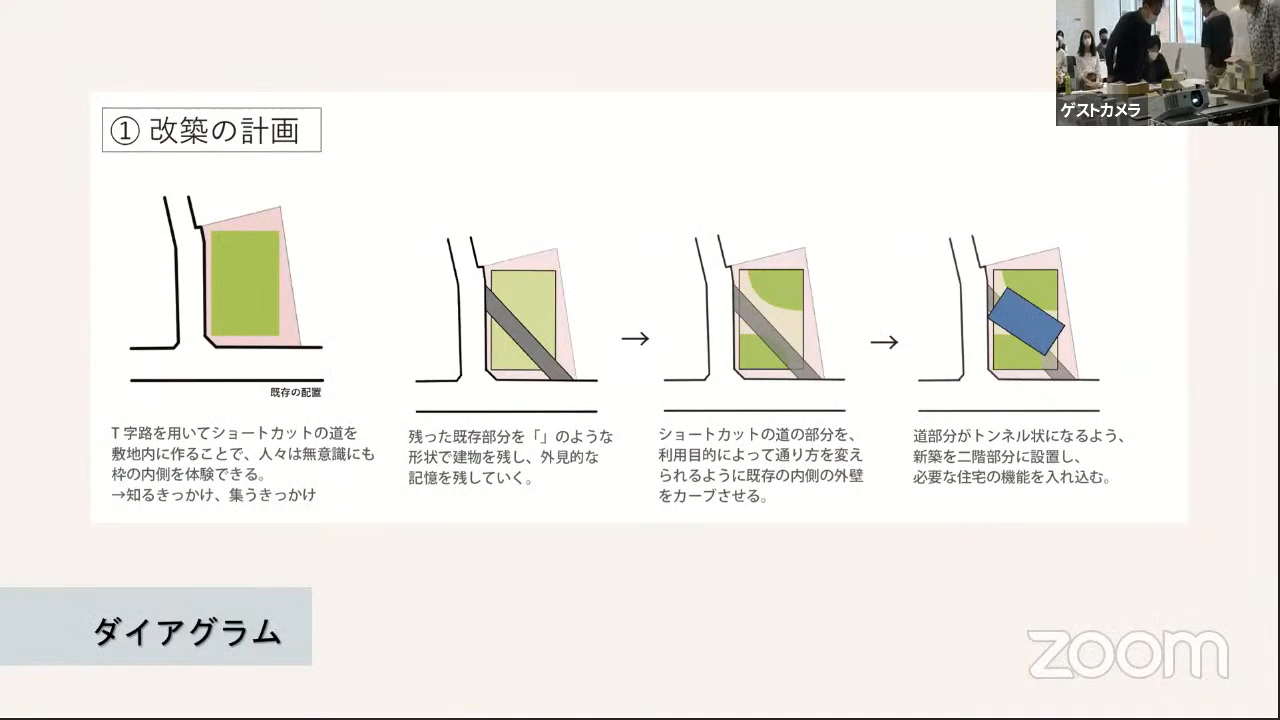 ゲストカメラ
① 改築の計画
既存の配置
T字路を用いてショートカットの道を
敷地内に作ることで、人々は無意識にも
枠の内側を体験できる。
→知るきっかけ、集うきっかけ
残った既存部分を「」のような
形状で建物を残し、外見的な
記憶を残していく。
→
ショートカットの道の部分を、
利用目的によって通り方を変え
られるように既存の内側の外壁
をカーブさせる。
→
道部分がトンネル状になるよう、
新築を二階部分に設置し、
必要な住宅の機能を入れ込む。
ダイアグラム
zoom